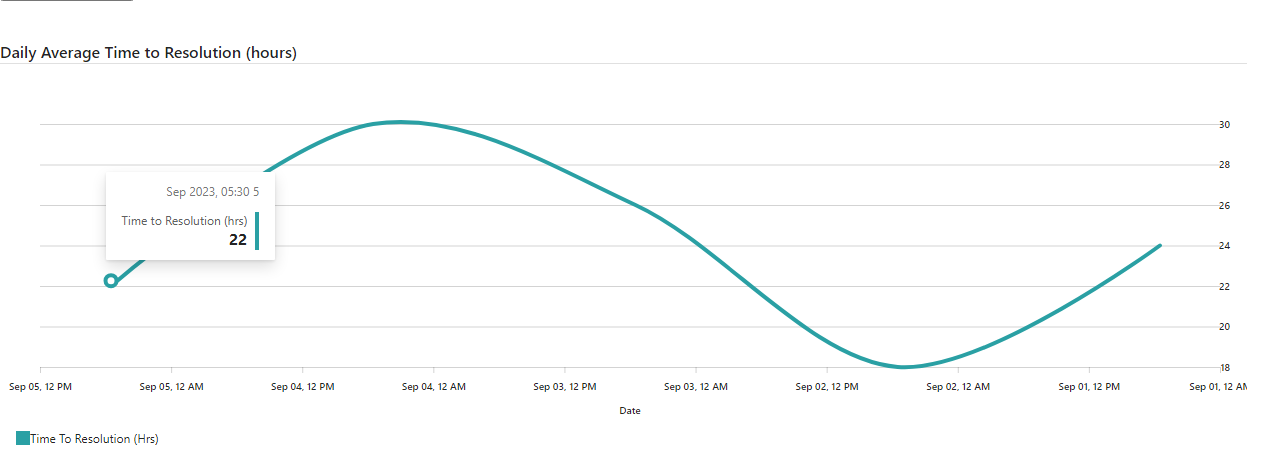 Daily Average Time to Resolution (hours)
30
28
Sep 2023, 05:30 5
Time to Resolution (hrs)
22
26
24
22
20
18
Sep 05, 12 PM Sep 05, 12 AM Sep 04, 12 PM Sep 04, 12 AM Sep 03, 12 PM Sep 03, 12 AM Sep 02, 12 PM Sep 02, 12 AM Sep 01, 12 PM Sep 01, 12 AM
Date
Time To Resolution (Hrs)